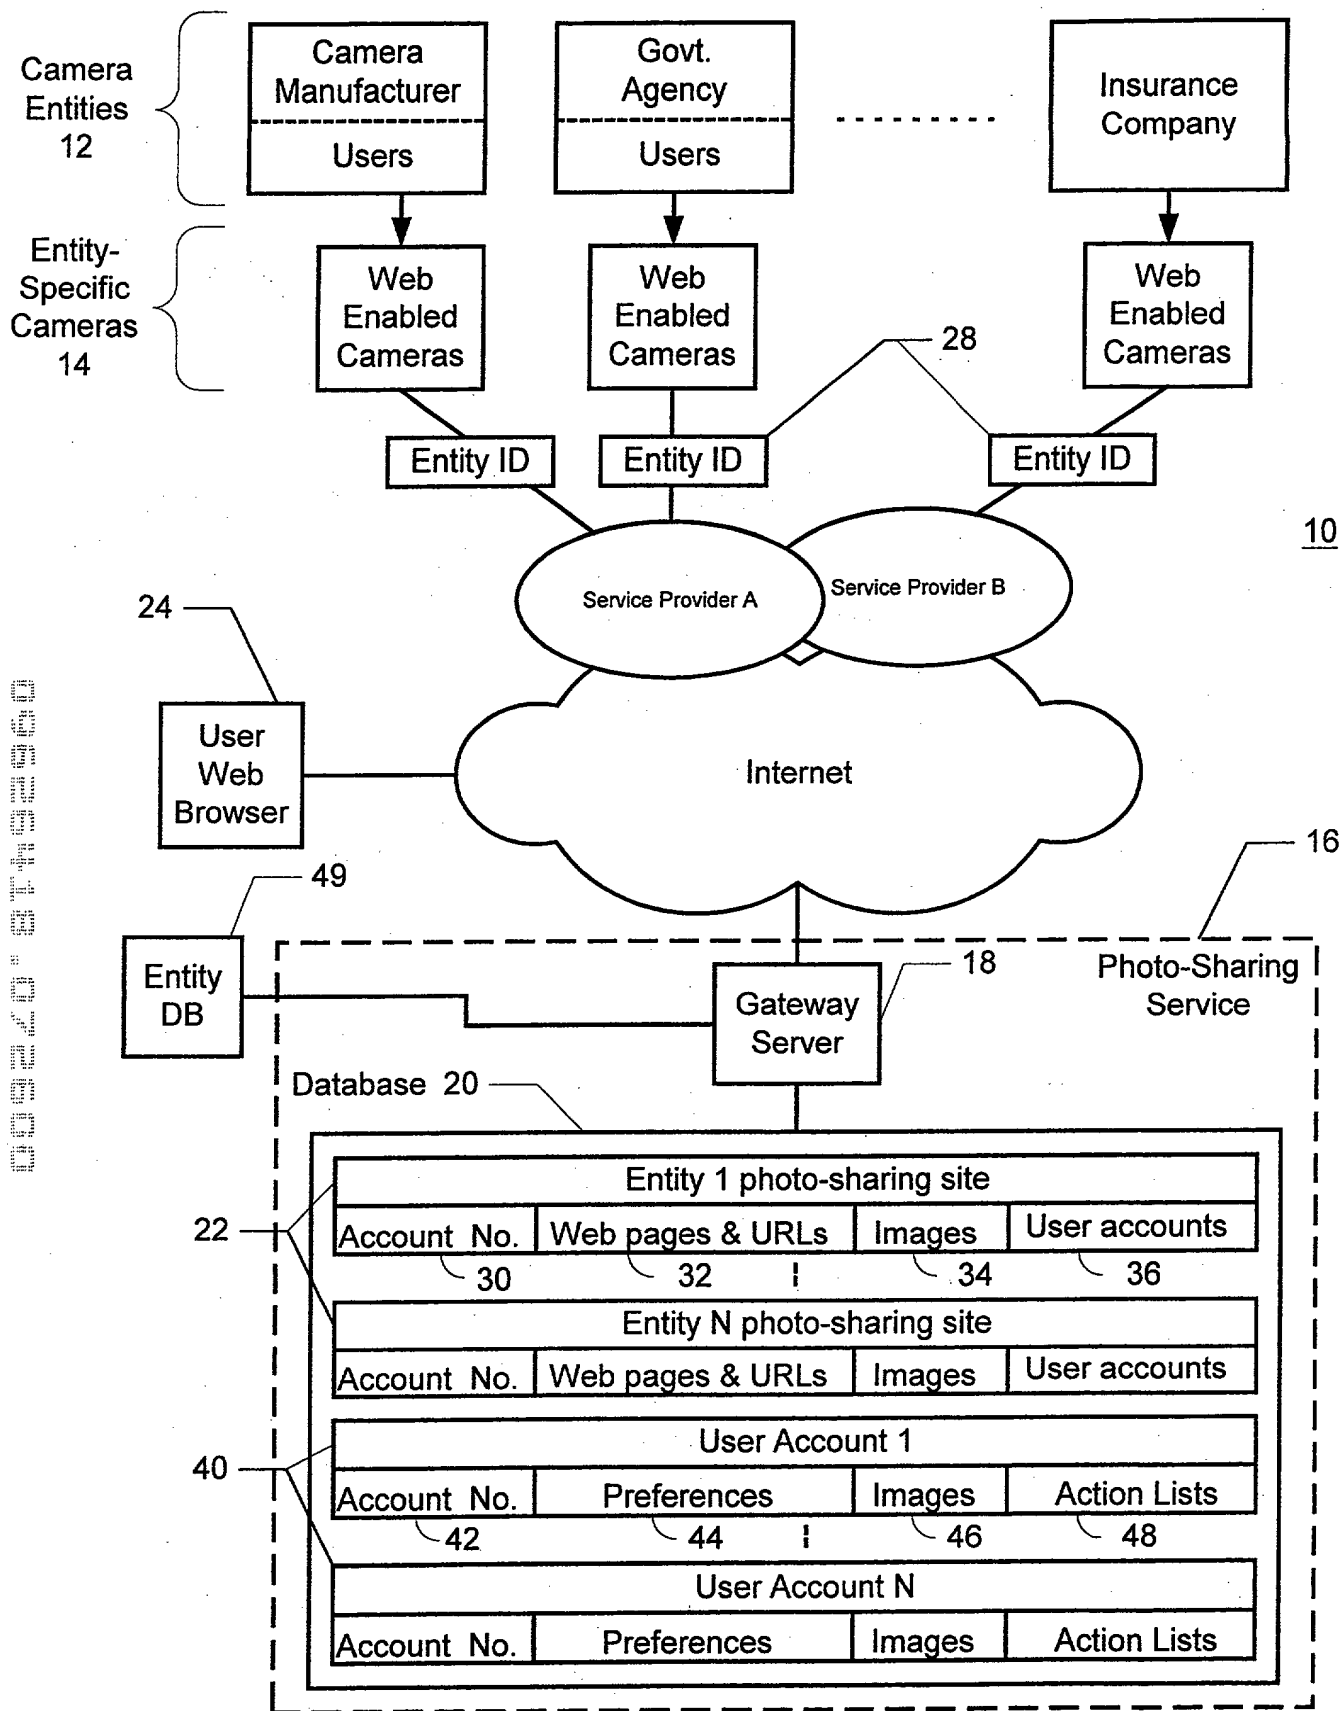 Camera
Entities
12
Camera
Manufacturer
Users
Govt.
Agency
Users
Insurance
Company
Entity-
Specific
Cameras
14
Web
Enabled
Cameras
Web
Enabled
Cameras
Web
Enabled
Cameras
28
Entity ID
Entity ID
Entity ID
10
Service Provider A
Service Provider B
24
User
Web
Browser
Internet
16
49
Entity
DB
18
Gateway
Server
Photo-Sharing
Service
Database 20
22
Entity 1 photo-sharing site
Account No. Web pages & URLs Images User accounts
30 32 34 36
Entity N photo-sharing site
Account No. Web pages & URLs Images User accounts
40
User Account 1
Account No. Preferences Images Action Lists
42 44 46 48
User Account N
Account No. Preferences Images Action Lists
09626418.072600